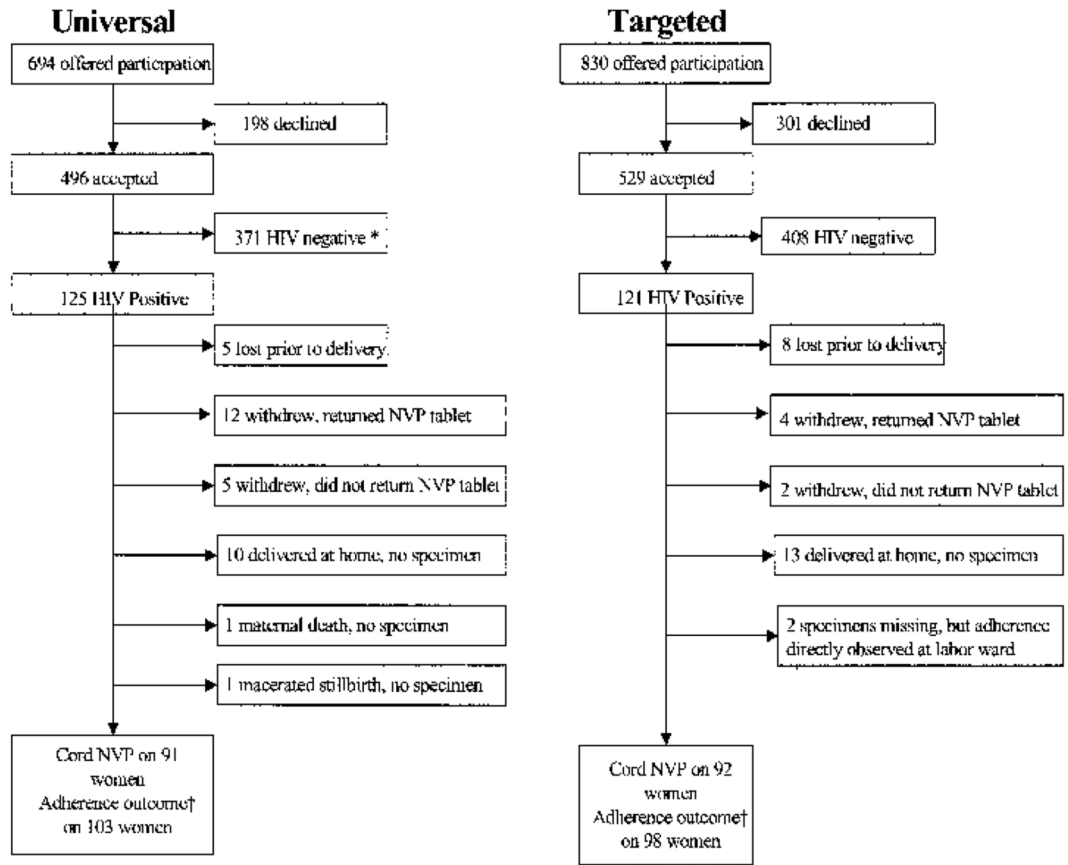 Universal
694 offered participation
198 declined
496 accepted
371 HIV negative *
125 HIV Positive
5 lost prior to delivery
12 withdrew, returned NVP tablet
5 withdrew, did not return NVP tablet
10 delivered at home, no specimen
1 maternal death, no specimen
1 macerated stillbirth, no specimen
Cord NVP on 91
women
Adherence outcome†
on 103 women
Targeted
830 offered participation
301 declined
529 accepted
408 HIV negative
121 HIV Positive
8 lost prior to delivery
4 withdrew, returned NVP tablet
2 withdrew, did not return NVP tablet
13 delivered at home, no specimen
2 specimens missing, but adherence
directly observed at labor ward
Cord NVP on 92
women
Adherence outcome†
on 98 women